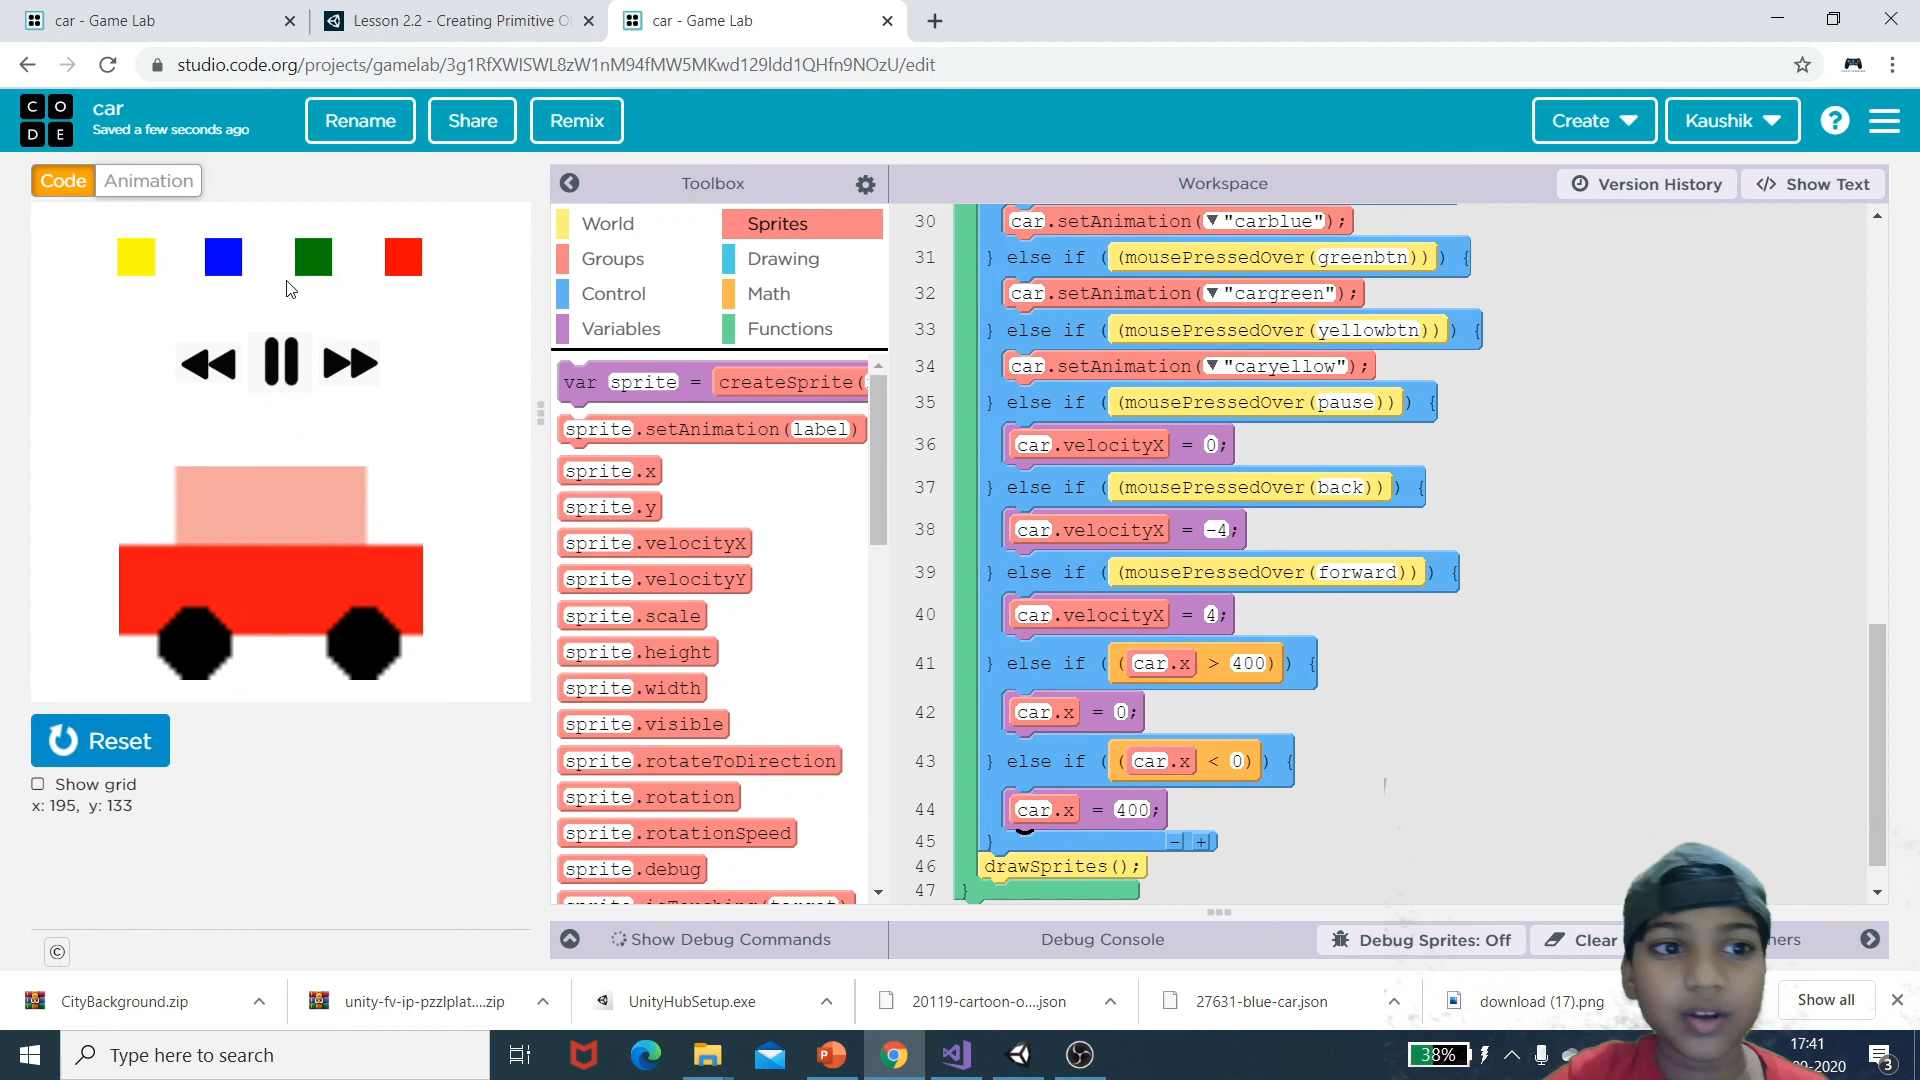 car - Game Lab
Lesson 2.2 - Creating Primitive O
car - Game Lab
studio.code.org/projects/gamelab/3g1RfXWISWL8zW1nM94fMW5MKwd129ldd1QHfn9NOzU/edit
C O
D E
car
Saved a few seconds ago
Rename
Share
Remix
Create
Kaushik
?
Code
Animation
Toolbox
Workspace
Version History
</> Show Text
World
Sprites
Groups
Drawing
Control
Math
Variables
Functions
var sprite = createSprite(
sprite.setAnimation(label)
sprite.x
sprite.y
sprite.velocityX
sprite.velocityY
sprite.scale
sprite.height
sprite.width
sprite.visible
sprite.rotateToDirection
sprite.rotation
sprite.rotationSpeed
sprite.debug
sprite.isTouching(target)
30 car.setAnimation("carblue");
31 } else if ((mousePressedOver(greenbtn))) {
32 car.setAnimation("cargreen");
33 } else if ((mousePressedOver(yellowbtn))) {
34 car.setAnimation("caryellow");
35 } else if ((mousePressedOver(pause))) {
36 car.velocityX = 0;
37 } else if ((mousePressedOver(back))) {
38 car.velocityX = -4;
39 } else if ((mousePressedOver(forward))) {
40 car.velocityX = 4;
41 } else if ((car.x > 400)) {
42 car.x = 0;
43 } else if ((car.x < 0)) {
44 car.x = 400;
45 } - +
46 drawSprites();
47 }
Reset
Show grid
x: 195, y: 133
©
Show Debug Commands
Debug Console
Debug Sprites: Off
Clear
hers
CityBackground.zip
unity-fv-ip-pzzlplat....zip
UnityHubSetup.exe
20119-cartoon-o....json
27631-blue-car.json
download (17).png
Show all
Type here to search
38%
17:41
-2020
3